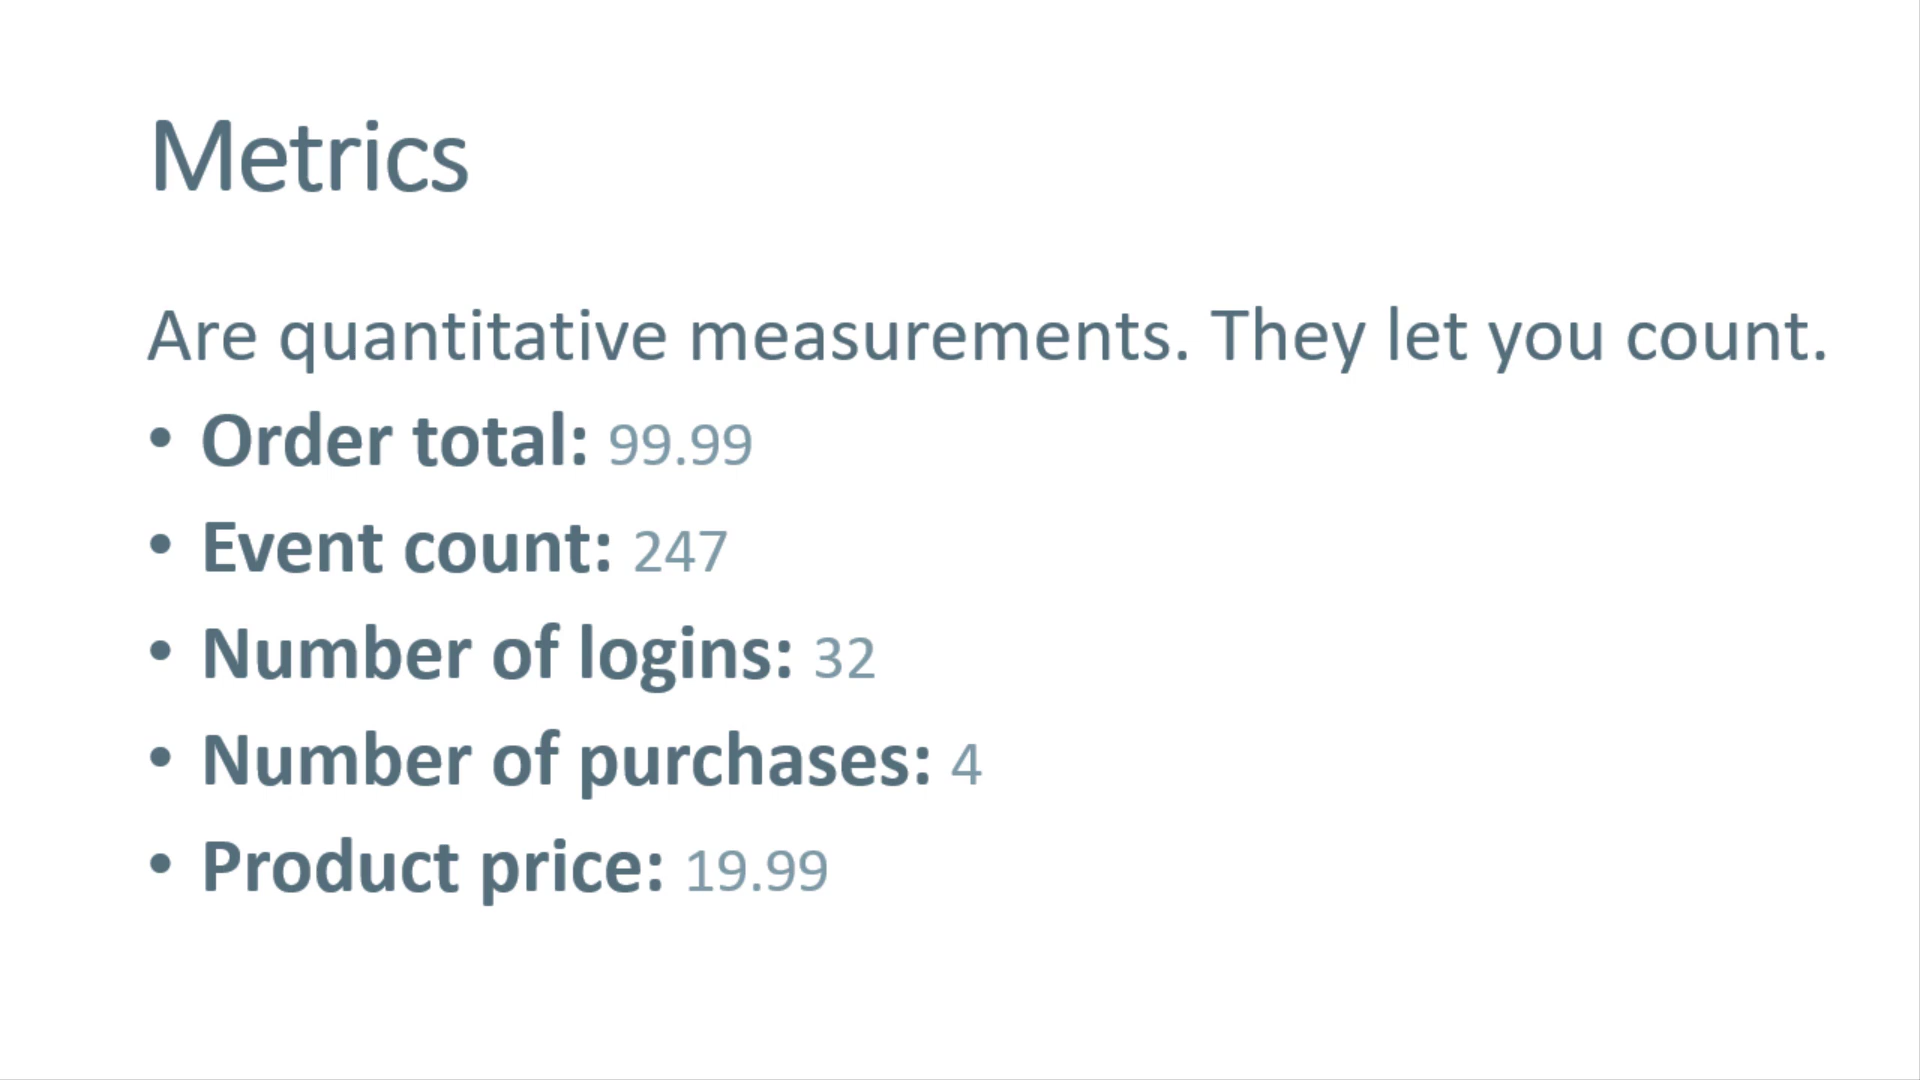 Metrics
Are quantitative measurements. They let you count.
• Order total: 99.99
• Event count: 247
• Number of logins: 32
• Number of purchases: 4
• Product price: 19.99